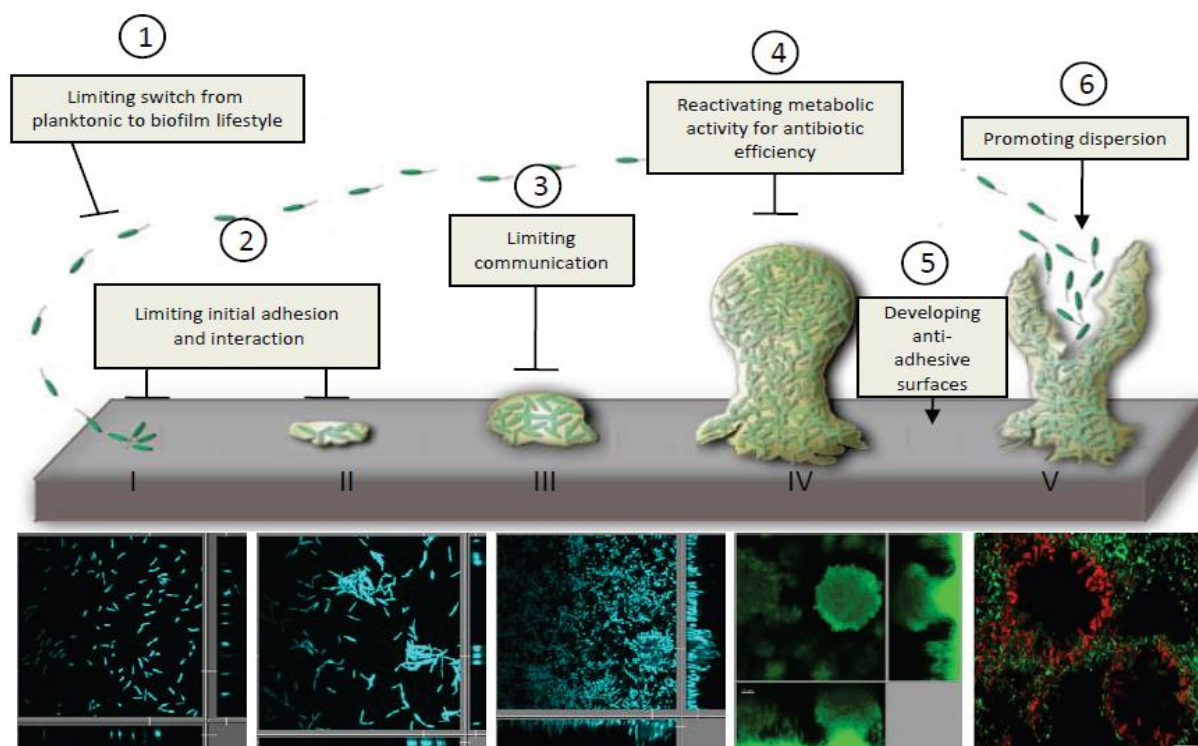 1
Limiting switch from
planktonic to biofilm lifestyle
2
Limiting initial adhesion
and interaction
3
Limiting
communication
4
Reactivating metabolic
activity for antibiotic
efficiency
5
Developing
anti-
adhesive
surfaces
6
Promoting dispersion
I
II
III
IV
V